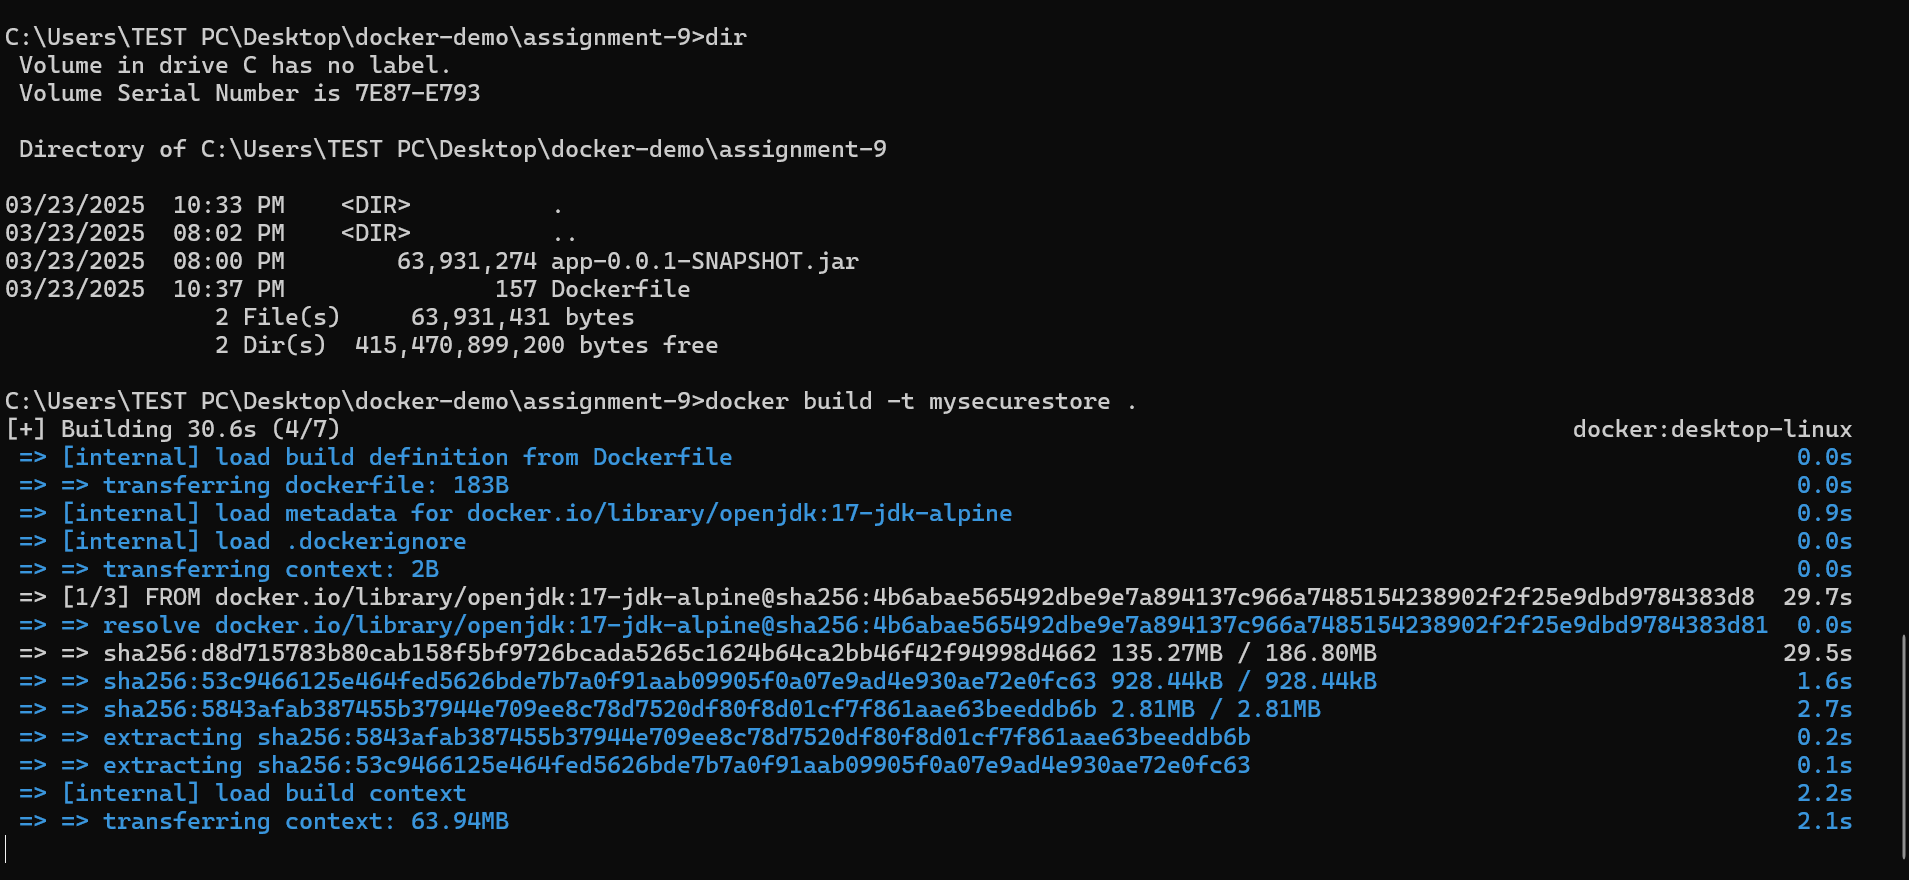 C:\Users\TEST PC\Desktop\docker-demo\assignment-9>dir
 Volume in drive C has no label.
 Volume Serial Number is 7E87-E793

 Directory of C:\Users\TEST PC\Desktop\docker-demo\assignment-9

03/23/2025  10:33 PM    <DIR>          .
03/23/2025  08:02 PM    <DIR>          ..
03/23/2025  08:00 PM        63,931,274 app-0.0.1-SNAPSHOT.jar
03/23/2025  10:37 PM               157 Dockerfile
               2 File(s)     63,931,431 bytes
               2 Dir(s)  415,470,899,200 bytes free

C:\Users\TEST PC\Desktop\docker-demo\assignment-9>docker build -t mysecurestore .
[+] Building 30.6s (4/7)                                                                                        docker:desktop-linux
 => [internal] load build definition from Dockerfile                                                                            0.0s
 => => transferring dockerfile: 183B                                                                                            0.0s
 => [internal] load metadata for docker.io/library/openjdk:17-jdk-alpine                                                        0.9s
 => [internal] load .dockerignore                                                                                               0.0s
 => => transferring context: 2B                                                                                                 0.0s
 => [1/3] FROM docker.io/library/openjdk:17-jdk-alpine@sha256:4b6abae565492dbe9e7a894137c966a7485154238902f2f25e9dbd9784383d8  29.7s
 => => resolve docker.io/library/openjdk:17-jdk-alpine@sha256:4b6abae565492dbe9e7a894137c966a7485154238902f2f25e9dbd9784383d81  0.0s
 => => sha256:d8d715783b80cab158f5bf9726bcada5265c1624b64ca2bb46f42f94998d4662 135.27MB / 186.80MB                             29.5s
 => => sha256:53c9466125e464fed5626bde7b7a0f91aab09905f0a07e9ad4e930ae72e0fc63 928.44kB / 928.44kB                              1.6s
 => => sha256:5843afab387455b37944e709ee8c78d7520df80f8d01cf7f861aae63beeddb6b 2.81MB / 2.81MB                                  2.7s
 => => extracting sha256:5843afab387455b37944e709ee8c78d7520df80f8d01cf7f861aae63beeddb6b                                       0.2s
 => => extracting sha256:53c9466125e464fed5626bde7b7a0f91aab09905f0a07e9ad4e930ae72e0fc63                                       0.1s
 => [internal] load build context                                                                                               2.2s
 => => transferring context: 63.94MB                                                                                            2.1s